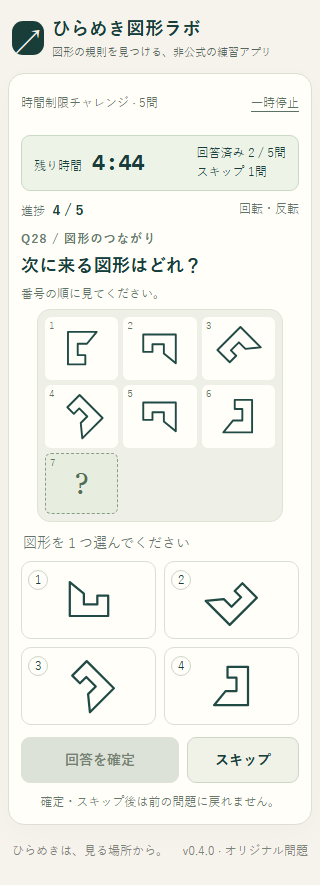 ひらめき図形ラボ
図形の規則を見つける、非公式の練習アプリ
時間制限チャレンジ · 5問
一時停止
残り時間 4:44
回答済み 2 / 5問
スキップ 1問
進捗 4 / 5
回転・反転
Q28 / 図形のつながり
次に来る図形はどれ？
番号の順に見てください。
1 2 3
4 5 6
7 ?
図形を1つ選んでください
1 2
3 4
回答を確定 スキップ
確定・スキップ後は前の問題に戻れません。
ひらめきは、見る場所から。 v0.4.0 · オリジナル問題